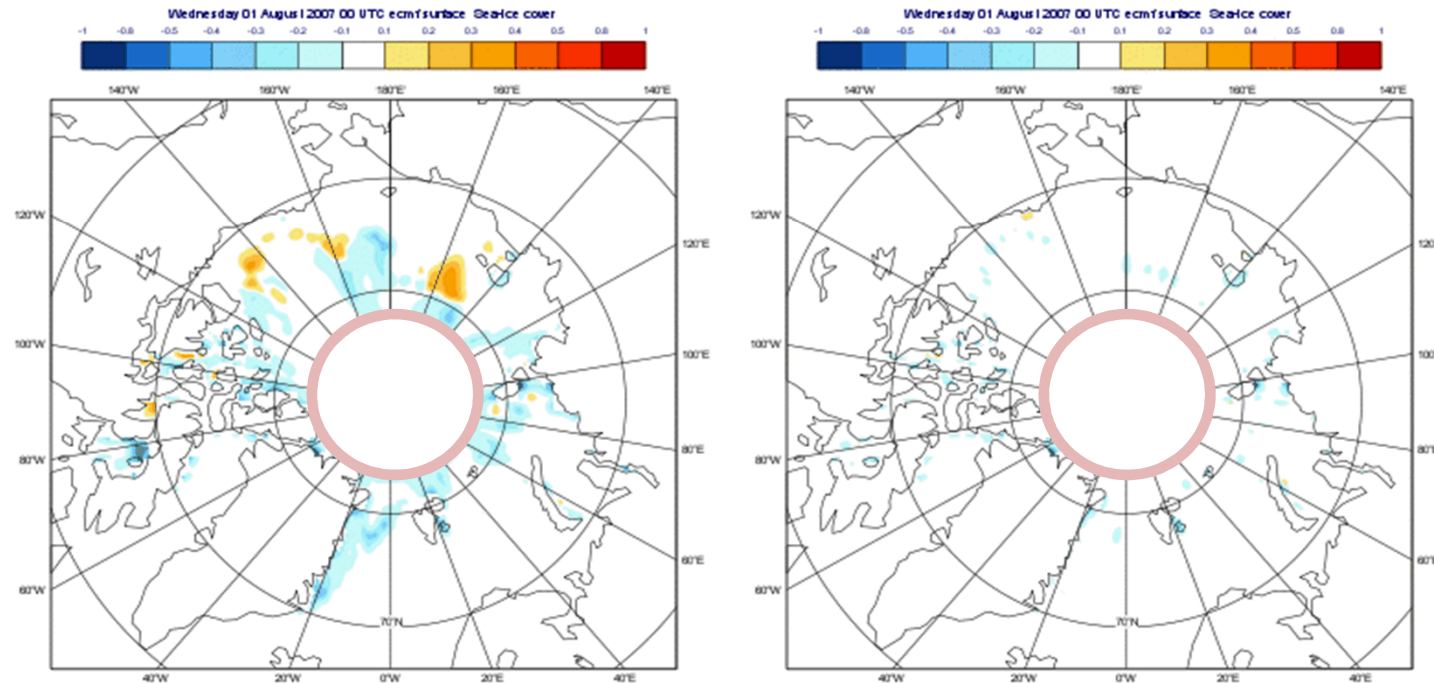 Wednesday 01 August 2007 00 UTC ecmf surface Sea-Ice cover
-1 -0.8 -0.5 -0.4 -0.3 -0.2 -0.1 0.1 0.2 0.3 0.4 0.5 0.8 1
140°W 160°W 180°E 160°E 140°E
120°W 120°E
100°W 100°E
80°W 80°E
60°W 60°E
70°N
40°W 20°W 0°W 20°E 40°E
Wednesday 01 August 2007 00 UTC ecmf surface Sea-Ice cover
-1 -0.8 -0.5 -0.4 -0.3 -0.2 -0.1 0.1 0.2 0.3 0.4 0.5 0.8 1
140°W 160°W 180°E 160°E 140°E
120°W 120°
100°W 100
80°W 80°E
60°W 60°E
70°N
40°W 20°W 0°W 20°E 40°E